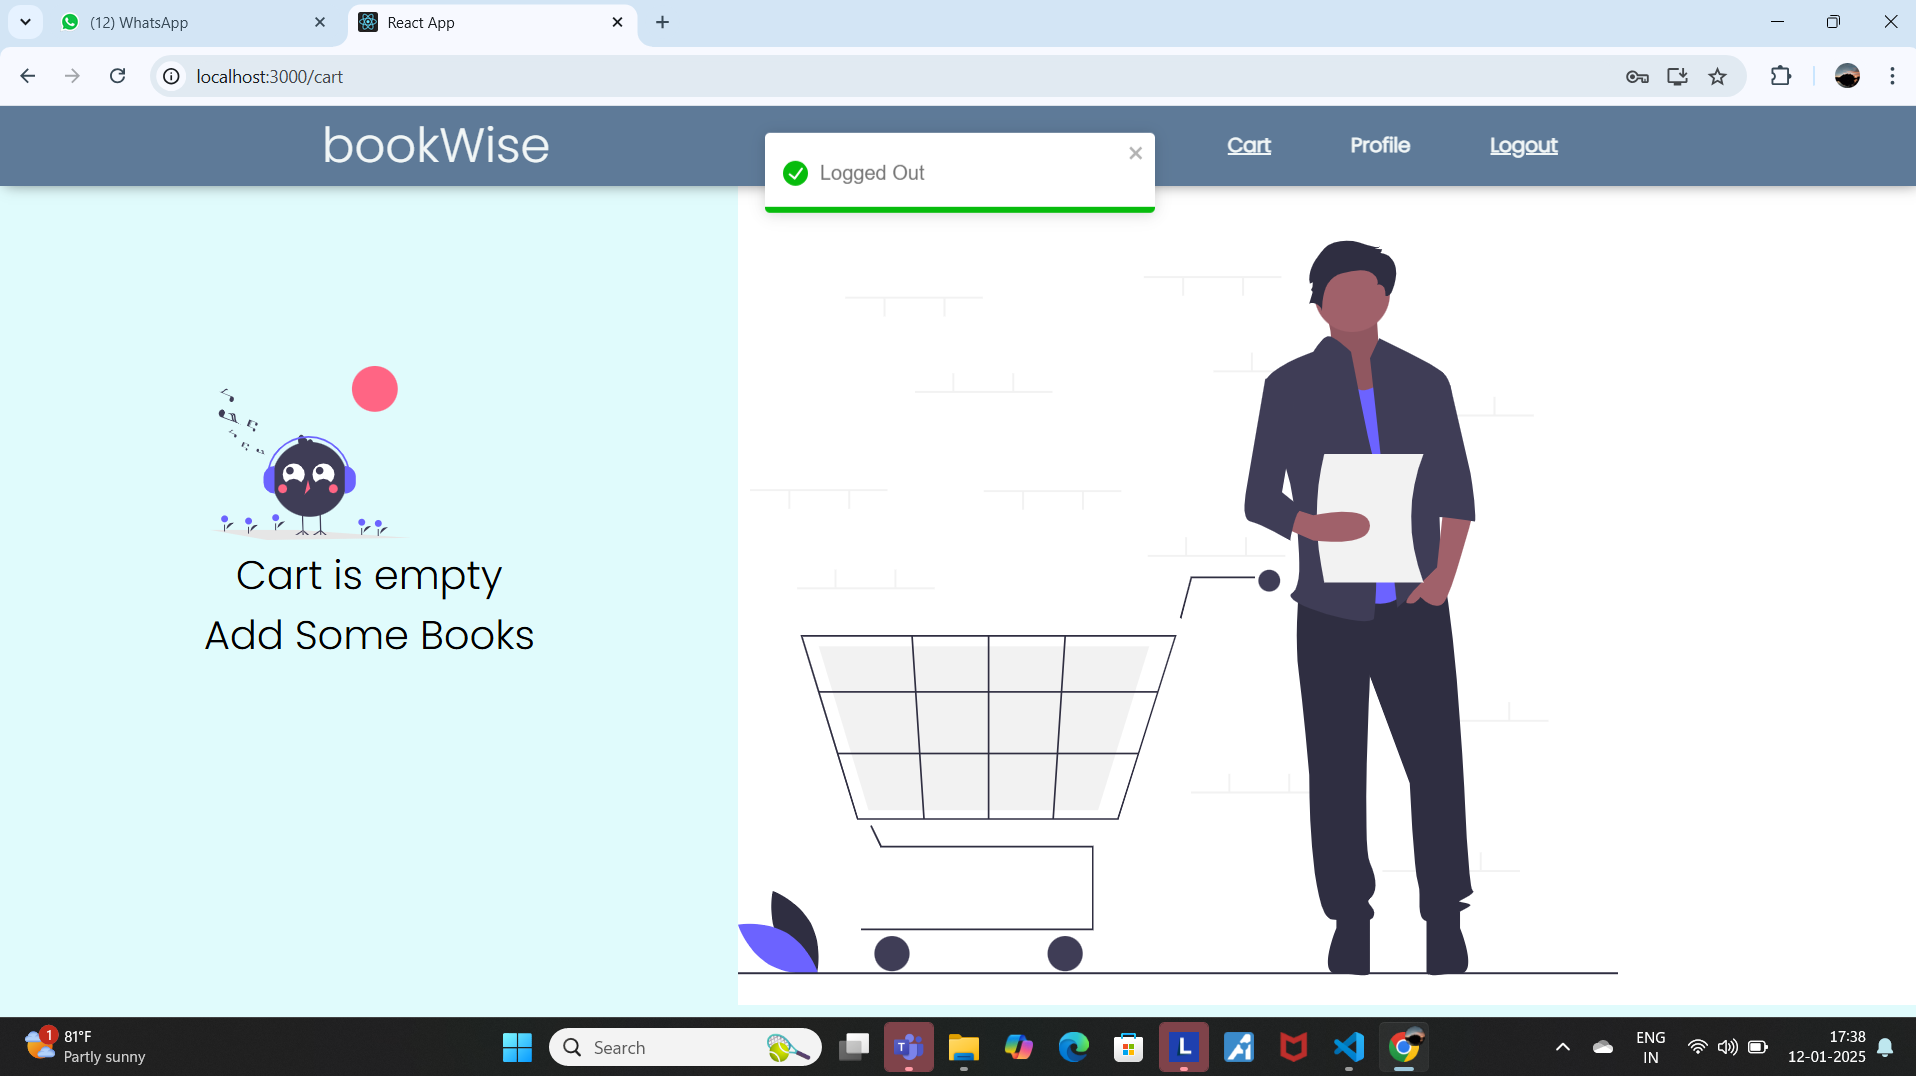 (12) WhatsApp
React App
localhost:3000/cart
bookWise
Cart
Profile
Logout
Logged Out
Cart is empty
Add Some Books
1
81°F
Partly sunny
Search
T
L
ENG
IN
17:38
12-01-2025